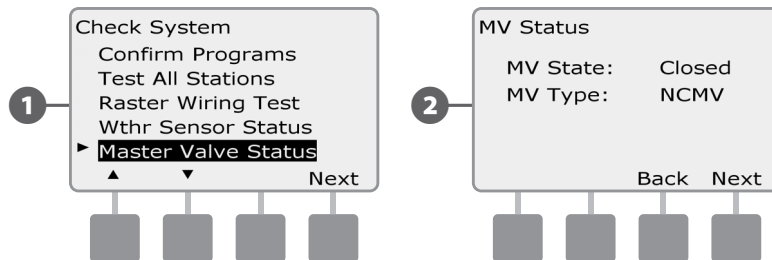 1
Check System
Confirm Programs
Test All Stations
Raster Wiring Test
Wthr Sensor Status
Master Valve Status
Next
2
MV Status
MV State: Closed
MV Type: NCMV
Back Next